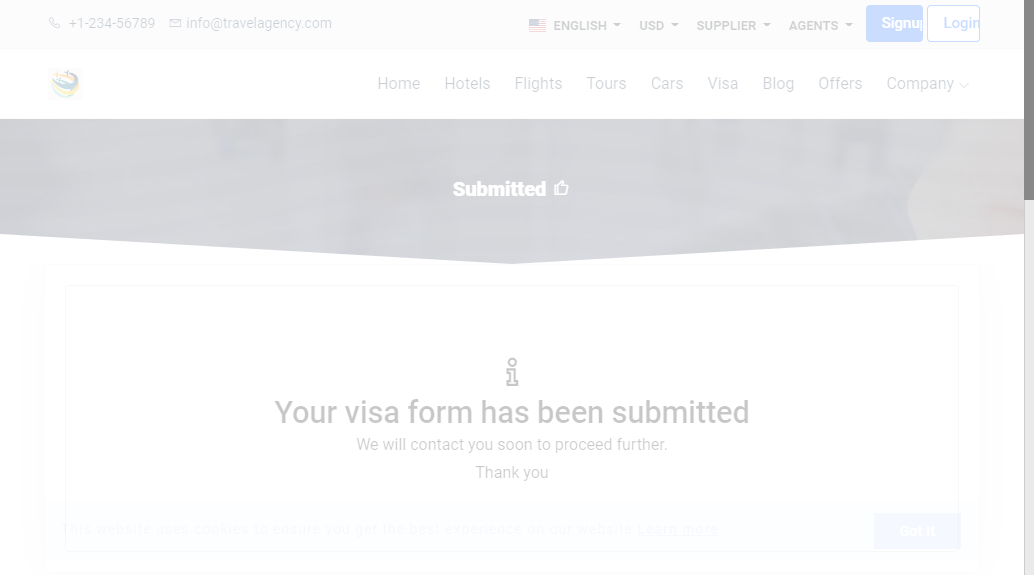 +1-234-56789 info@travelagency.com ENGLISH USD SUPPLIER AGENTS Signup Login
Home Hotels Flights Tours Cars Visa Blog Offers Company
Submitted
Your visa form has been submitted
We will contact you soon to proceed further.
Thank you
This website uses cookies to ensure you get the best experience on our website Learn more Got It